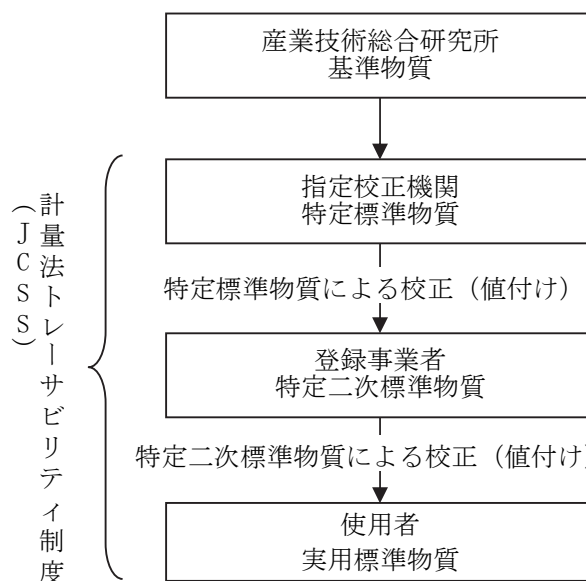 産業技術総合研究所
基準物質
指定校正機関
特定標準物質
特定標準物質による校正（値付け）
登録事業者
特定二次標準物質
特定二次標準物質による校正（値付け）
使用者
実用標準物質
計量法トレーサビリティ制度
（ＪＣＳＳ）